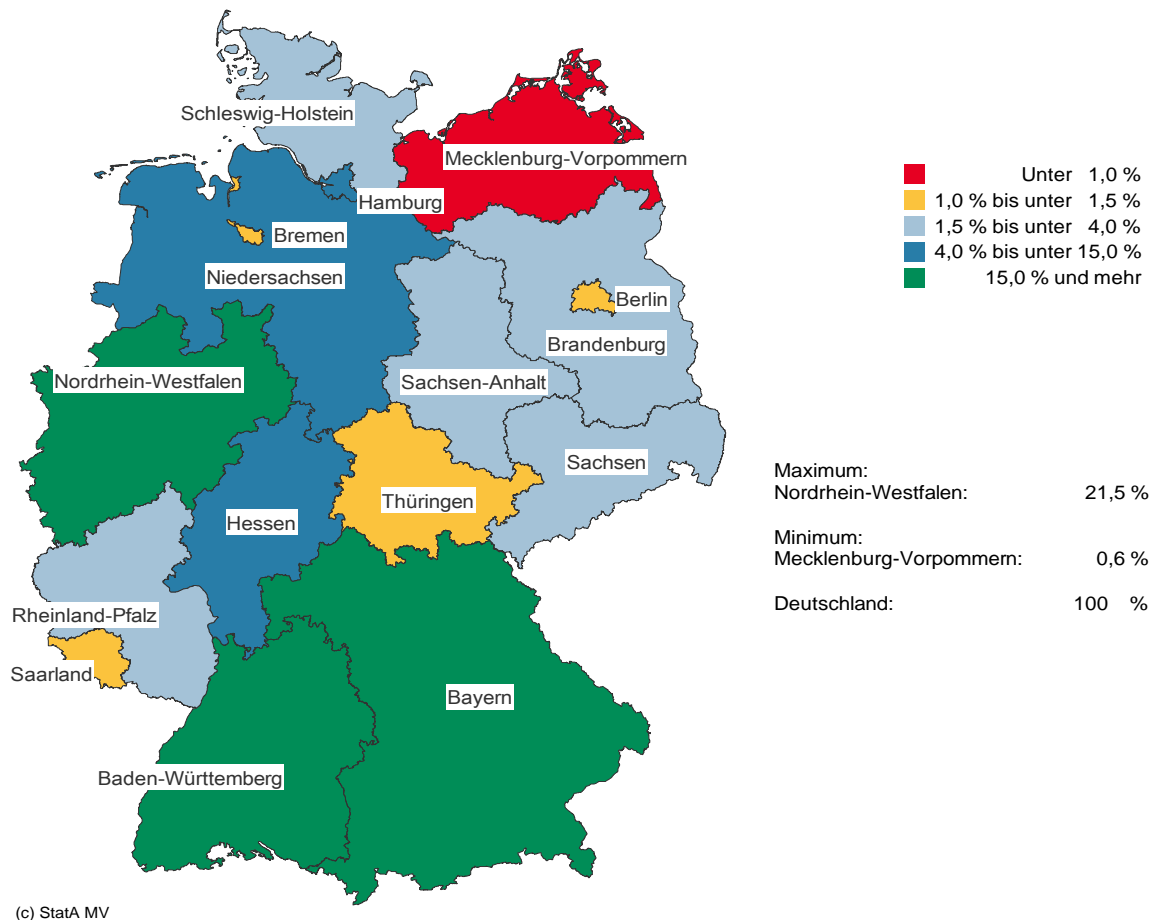 Schleswig-Holstein
Mecklenburg-Vorpommern
Hamburg
Bremen
Niedersachsen
Berlin
Brandenburg
Nordrhein-Westfalen
Sachsen-Anhalt
Sachsen
Thüringen
Hessen
Rheinland-Pfalz
Saarland
Bayern
Baden-Württemberg
Unter 1,0 %
1,0 % bis unter 1,5 %
1,5 % bis unter 4,0 %
4,0 % bis unter 15,0 %
15,0 % und mehr
Maximum:
Nordrhein-Westfalen: 21,5 %
Minimum:
Mecklenburg-Vorpommern: 0,6 %
Deutschland: 100 %
(c) StatA MV